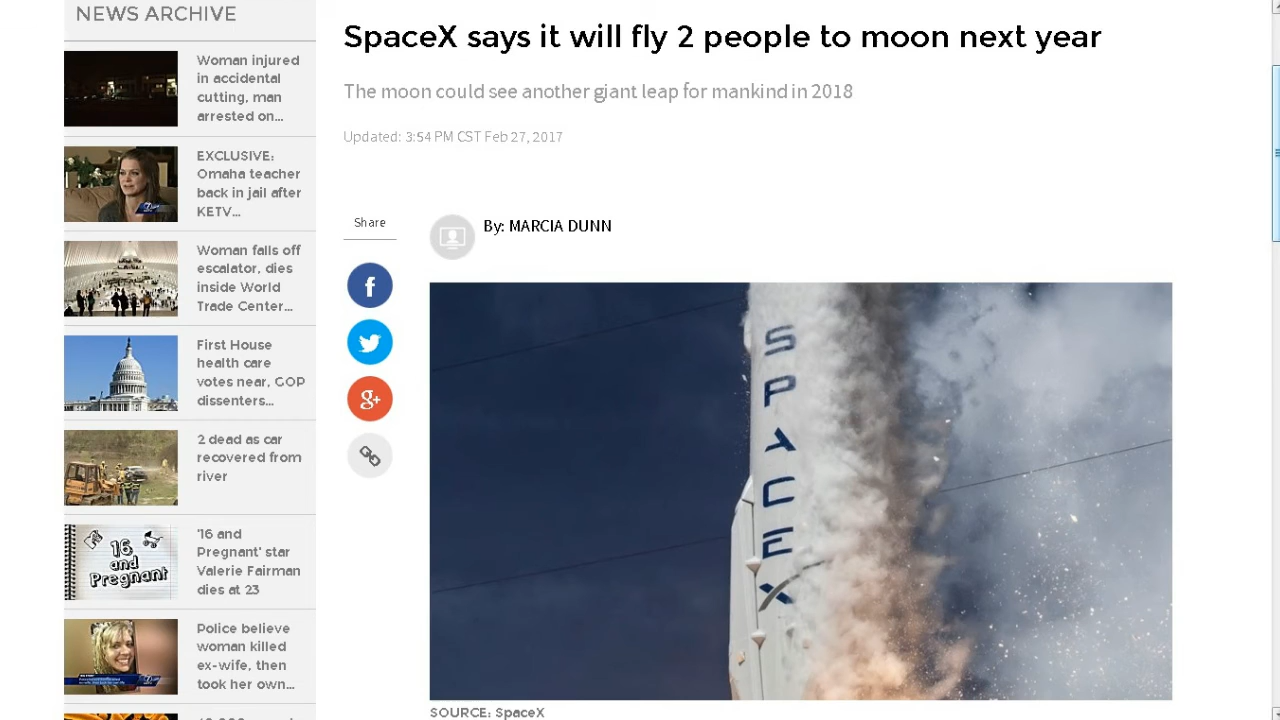 NEWS ARCHIVE
Woman injured
in accidental
cutting, man
arrested on...
EXCLUSIVE:
Omaha teacher
back in jail after
KETV...
Woman falls off
escalator, dies
inside World
Trade Center...
First House
health care
votes near, GOP
dissenters...
2 dead as car
recovered from
river
16
and
Pregnant
'16 and
Pregnant' star
Valerie Fairman
dies at 23
Police believe
woman killed
ex-wife, then
took her own...
SpaceX says it will fly 2 people to moon next year
The moon could see another giant leap for mankind in 2018
Updated: 3:54 PM CST Feb 27, 2017
Share
By: MARCIA DUNN
f
g+
SPACEX
SOURCE: SpaceX